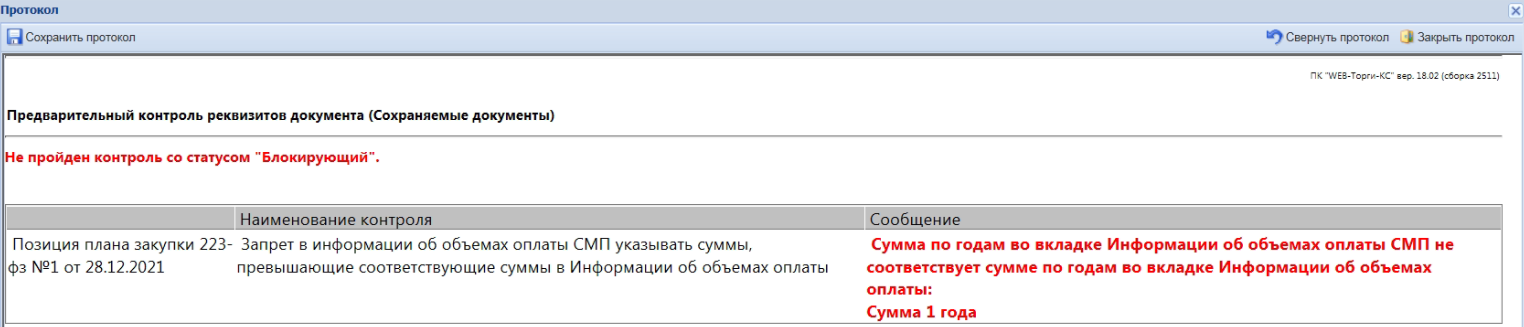 Протокол
Сохранить протокол
Свернуть протокол
Закрыть протокол
ПК "WEB-Торги-КС" вер. 18.02 (сборка 2511)
Предварительный контроль реквизитов документа (Сохраняемые документы)
Не пройден контроль со статусом "Блокирующий".
Наименование контроля
Сообщение
Позиция плана закупки 223-
фз №1 от 28.12.2021
Запрет в информации об объемах оплаты СМП указывать суммы,
превышающие соответствующие суммы в Информации об объемах оплаты
Сумма по годам во вкладке Информации об объемах оплаты СМП не
соответствует сумме по годам во вкладке Информации об объемах
оплаты:
Сумма 1 года